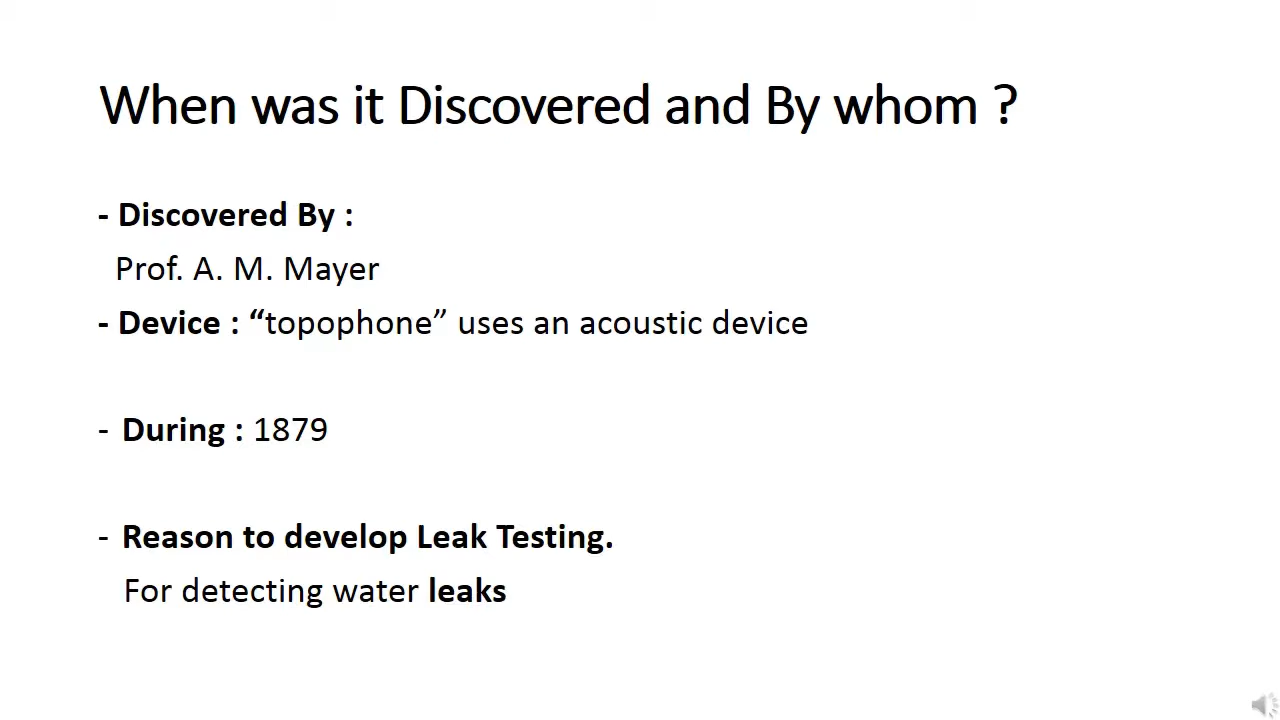 When was it Discovered and By whom ?
- Discovered By :
Prof. A. M. Mayer
- Device : “topophone” uses an acoustic device
- During : 1879
- Reason to develop Leak Testing.
For detecting water leaks